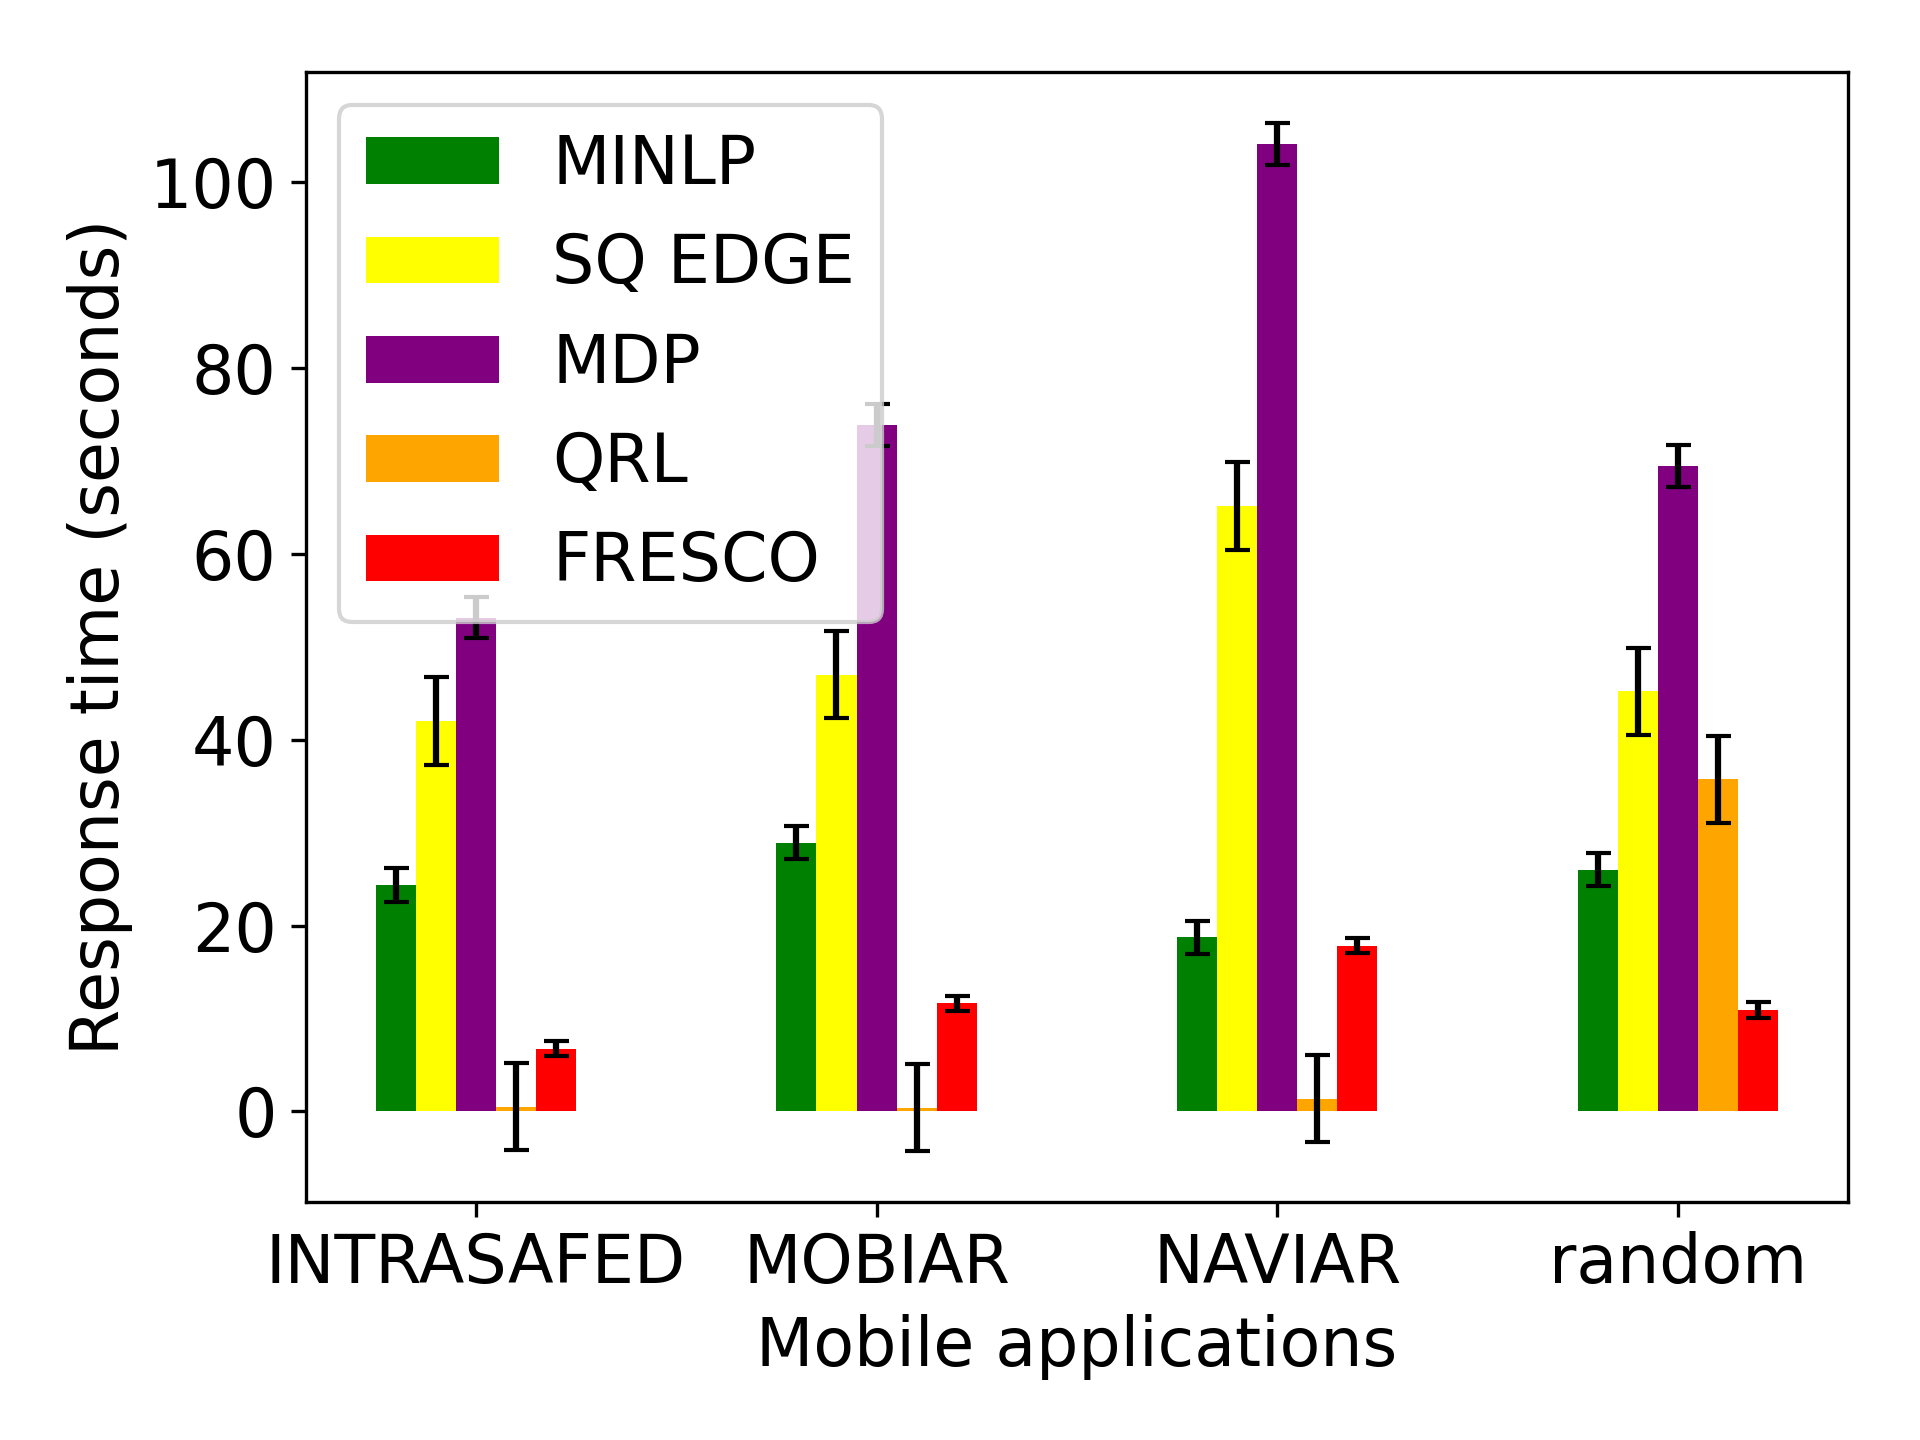 MINLP
SQ EDGE
MDP
QRL
FRESCO
100
80
60
40
20
0
Response time (seconds)
INTRASAFED MOBIAR NAVIAR random
Mobile applications